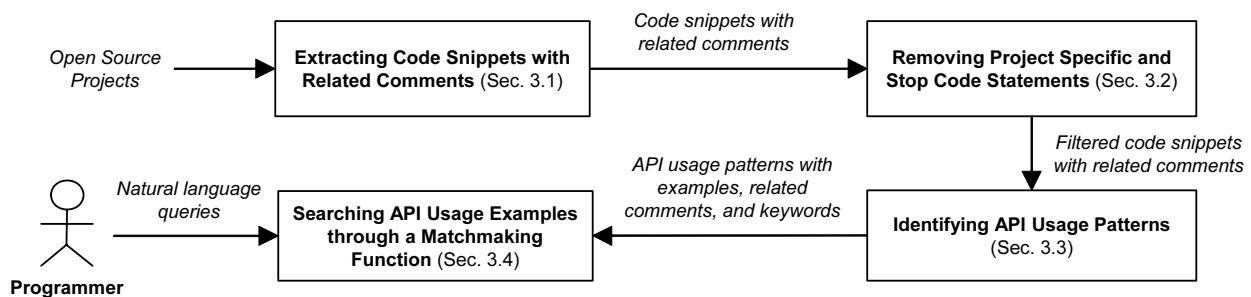 Open Source
Projects
Extracting Code Snippets with
Related Comments (Sec. 3.1)
Code snippets with
related comments
Removing Project Specific and
Stop Code Statements (Sec. 3.2)
Filtered code snippets
with related comments
Identifying API Usage Patterns
(Sec. 3.3)
API usage patterns with
examples, related
comments, and keywords
Searching API Usage Examples
through a Matchmaking
Function (Sec. 3.4)
Natural language
queries
Programmer